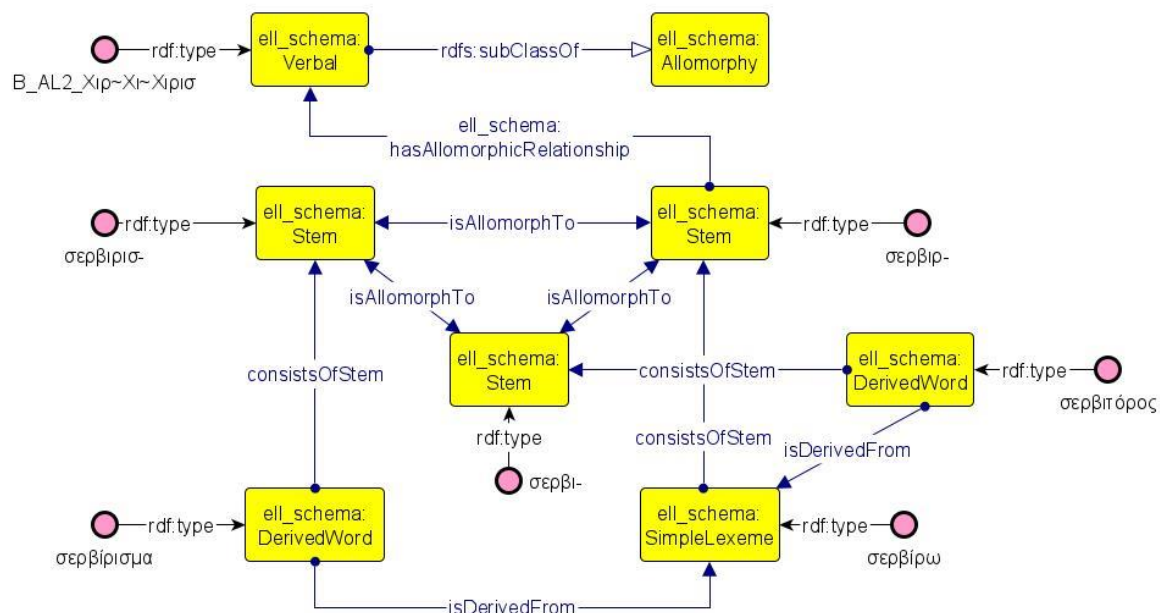 ell_schema:
Verbal
rdf:type
rdfs:subClassOf
ell_schema:
Allomorphy
B_AL2_Χιρ~Χι~Χιρισ
ell_schema:
hasAllomorphicRelationship
ell_schema:
Stem
rdf:type
isAllomorphTo
ell_schema:
Stem
rdf:type
σερβιρισ-
σερβιρ-
isAllomorphTo
isAllomorphTo
ell_schema:
Stem
consistsOfStem
consistsOfStem
ell_schema:
DerivedWord
rdf:type
σερβιτόρος
rdf:type
consistsOfStem
isDerivedFrom
σερβι-
ell_schema:
DerivedWord
rdf:type
σερβίρισμα
ell_schema:
SimpleLexeme
rdf:type
σερβίρω
isDerivedFrom